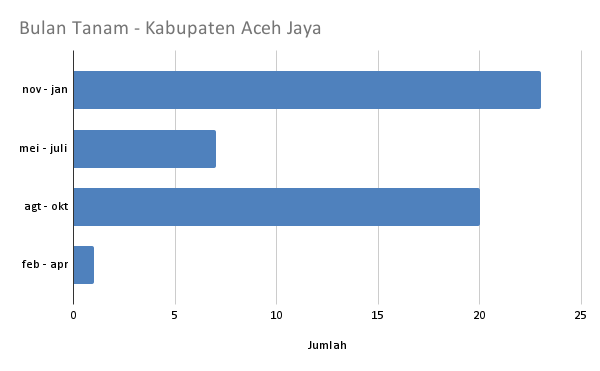 Bulan Tanam - Kabupaten Aceh Jaya
nov - jan
mei - juli
agt - okt
feb - apr
0 5 10 15 20 25
Jumlah